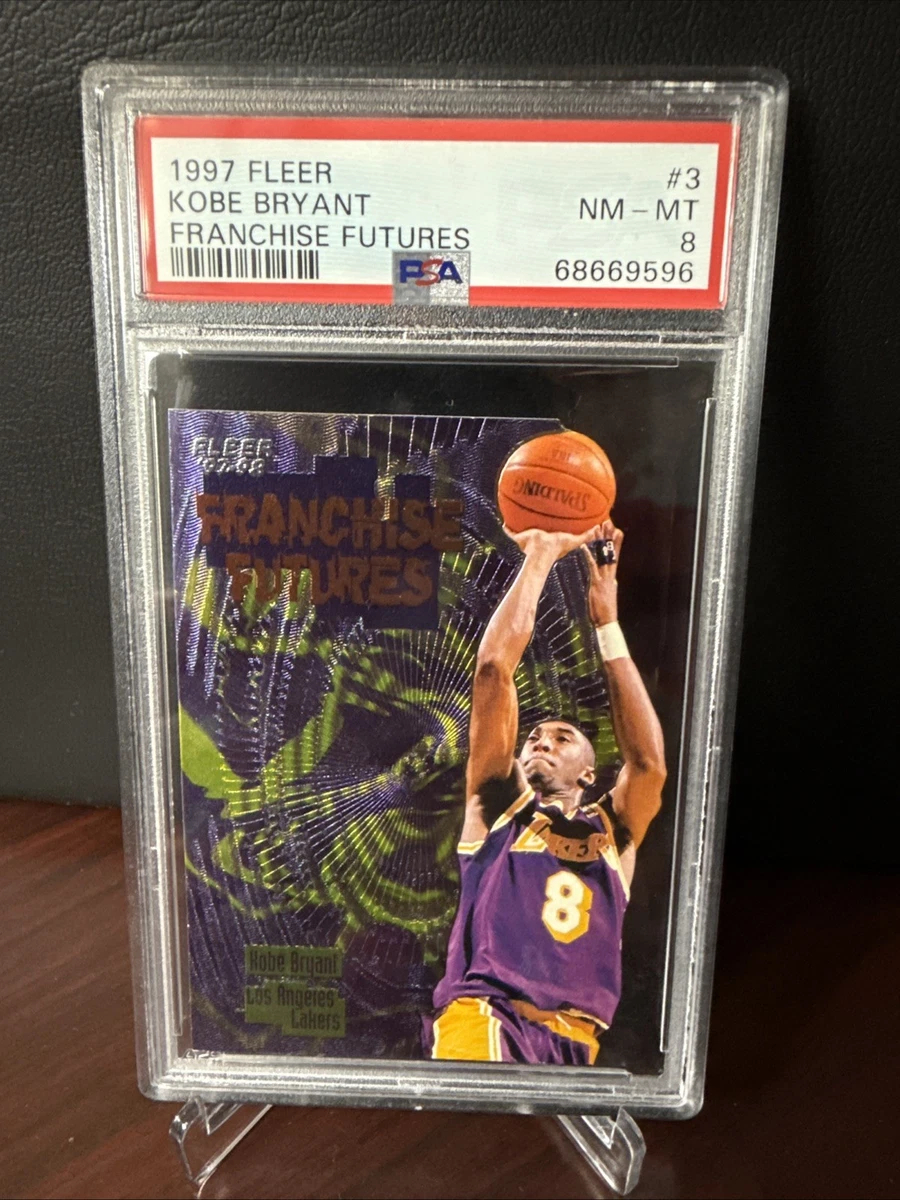 1997 FLEER #3
KOBE BRYANT NM – MT
FRANCHISE FUTURES 8
PSA 68669596
FLEER
'97-98
FRANCHISE
FUTURES
SPALDING
LAKERS
8
Kobe Bryant
Los Angeles
Lakers